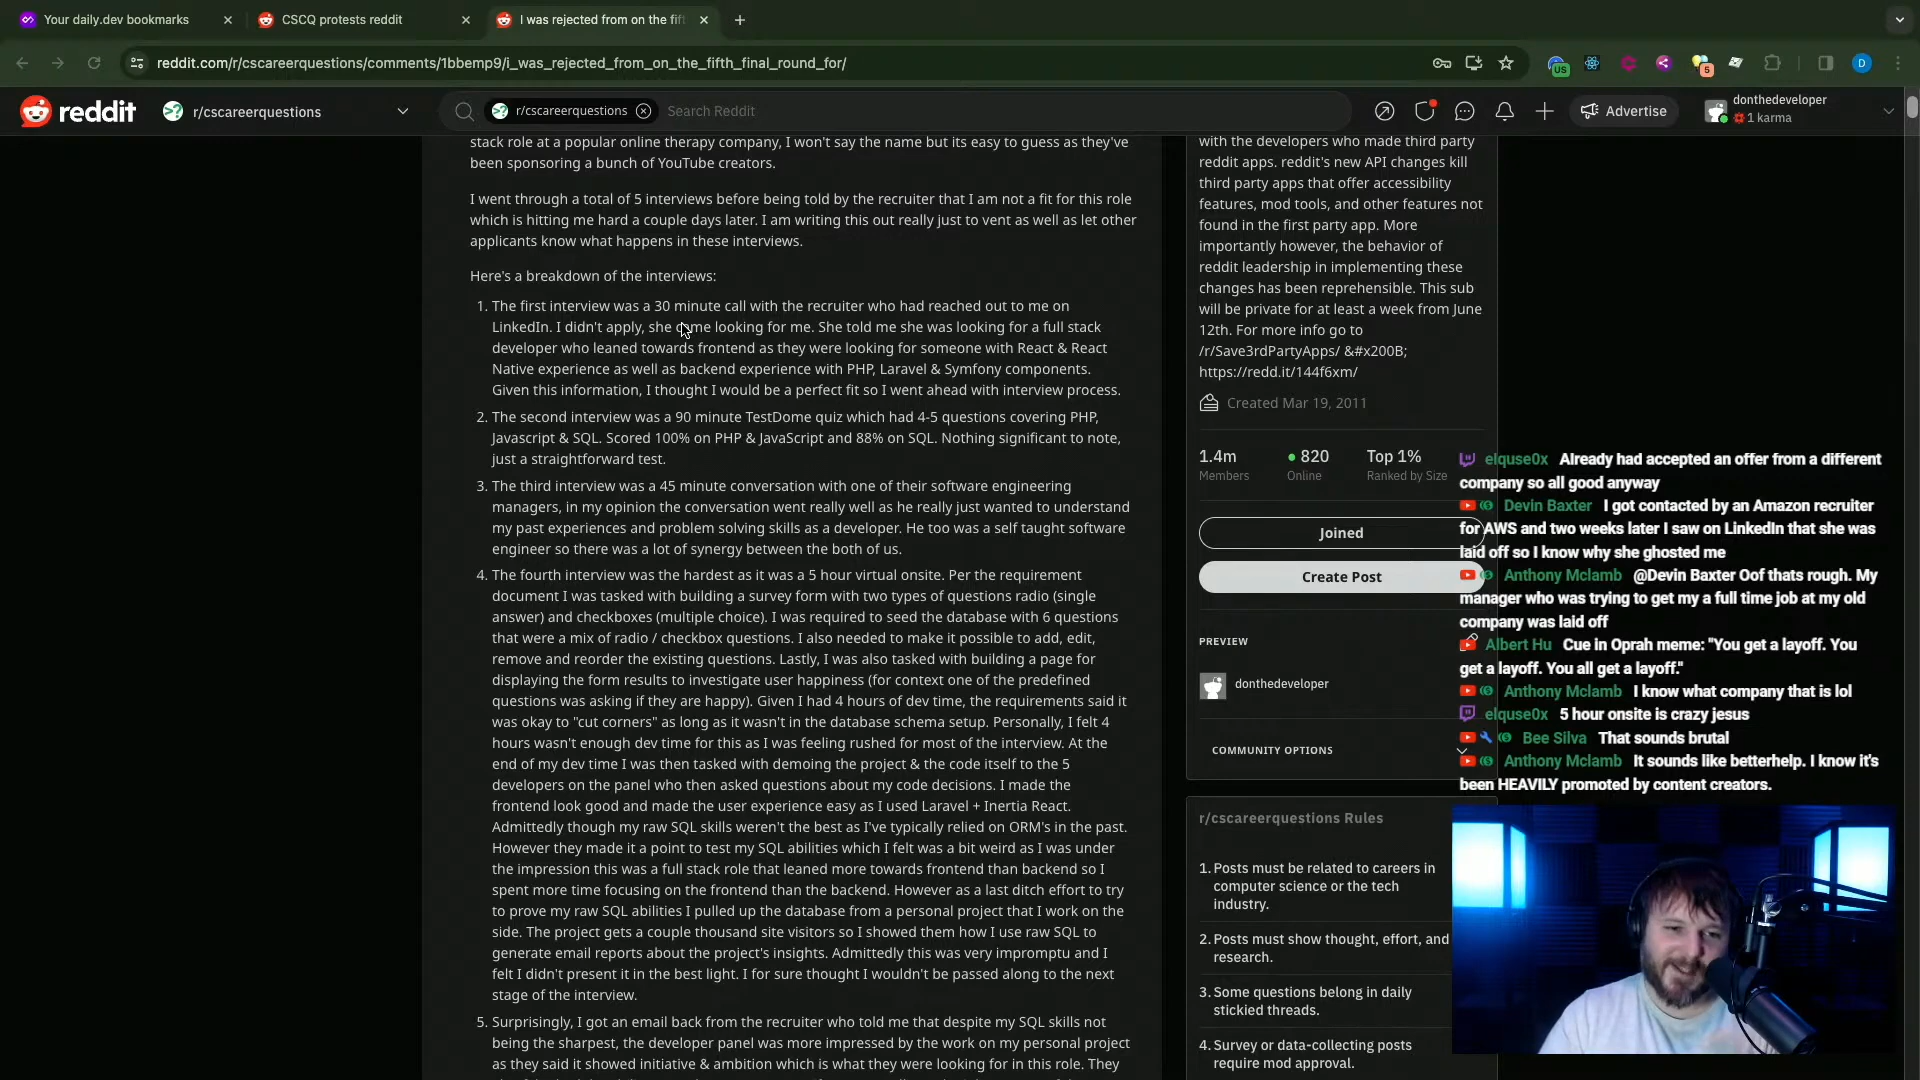 Your daily.dev bookmarks
CSCQ protests reddit
I was rejected from on the fift
reddit.com/r/cscareerquestions/comments/1bbemp9/i_was_rejected_from_on_the_fifth_final_round_for/
US
5
D
reddit
r/cscareerquestions
r/cscareerquestions
Search Reddit
Advertise
donthedeveloper
1 karma
stack role at a popular online therapy company, I won't say the name but its easy to guess as they've
been sponsoring a bunch of YouTube creators.
I went through a total of 5 interviews before being told by the recruiter that I am not a fit for this role
which is hitting me hard a couple days later. I am writing this out really just to vent as well as let other
applicants know what happens in these interviews.
Here's a breakdown of the interviews:
1. The first interview was a 30 minute call with the recruiter who had reached out to me on
LinkedIn. I didn't apply, she came looking for me. She told me she was looking for a full stack
developer who leaned towards frontend as they were looking for someone with React & React
Native experience as well as backend experience with PHP, Laravel & Symfony components.
Given this information, I thought I would be a perfect fit so I went ahead with interview process.
2. The second interview was a 90 minute TestDome quiz which had 4-5 questions covering PHP,
Javascript & SQL. Scored 100% on PHP & JavaScript and 88% on SQL. Nothing significant to note,
just a straightforward test.
3. The third interview was a 45 minute conversation with one of their software engineering
managers, in my opinion the conversation went really well as he really just wanted to understand
my past experiences and problem solving skills as a developer. He too was a self taught software
engineer so there was a lot of synergy between the both of us.
4. The fourth interview was the hardest as it was a 5 hour virtual onsite. Per the requirement
document I was tasked with building a survey form with two types of questions radio (single
answer) and checkboxes (multiple choice). I was required to seed the database with 6 questions
that were a mix of radio / checkbox questions. I also needed to make it possible to add, edit,
remove and reorder the existing questions. Lastly, I was also tasked with building a page for
displaying the form results to investigate user happiness (for context one of the predefined
questions was asking if they are happy). Given I had 4 hours of dev time, the requirements said it
was okay to "cut corners" as long as it wasn't in the database schema setup. Personally, I felt 4
hours wasn't enough dev time for this as I was feeling rushed for most of the interview. At the
end of my dev time I was then tasked with demoing the project & the code itself to the 5
developers on the panel who then asked questions about my code decisions. I made the
frontend look good and made the user experience easy as I used Laravel + Inertia React.
Admittedly though my raw SQL skills weren't the best as I've typically relied on ORM's in the past.
However they made it a point to test my SQL abilities which I felt was a bit weird as I was under
the impression this was a full stack role that leaned more towards frontend than backend so I
spent more time focusing on the frontend than the backend. However as a last ditch effort to try
to prove my raw SQL abilities I pulled up the database from a personal project that I work on the
side. The project gets a couple thousand site visitors so I showed them how I use raw SQL to
generate email reports about the project's insights. Admittedly this was very impromptu and I
felt I didn't present it in the best light. I for sure thought I wouldn't be passed along to the next
stage of the interview.
5. Surprisingly, I got an email back from the recruiter who told me that despite my SQL skills not
being the sharpest, the developer panel was more impressed by the work on my personal project
as they said it showed initiative & ambition which is what they were looking for in this role. They
with the developers who made third party
reddit apps. reddit's new API changes kill
third party apps that offer accessibility
features, mod tools, and other features not
found in the first party app. More
importantly however, the behavior of
reddit leadership in implementing these
changes has been reprehensible. This sub
will be private for at least a week from June
12th. For more info go to
/r/Save3rdPartyApps/ &#x200B;
https://redd.it/144f6xm/
Created Mar 19, 2011
1.4m
820
Top 1%
Members
Online
Ranked by Size
Joined
Create Post
PREVIEW
donthedeveloper
COMMUNITY OPTIONS
r/cscareerquestions Rules
1. Posts must be related to careers in
computer science or the tech
industry.
2. Posts must show thought, effort, and
research.
3. Some questions belong in daily
stickied threads.
4. Survey or data-collecting posts
require mod approval.
elquse0x Already had accepted an offer from a different
company so all good anyway
Devin Baxter I got contacted by an Amazon recruiter
for AWS and two weeks later I saw on LinkedIn that she was
laid off so I know why she ghosted me
Anthony Mclamb @Devin Baxter Oof thats rough. My
manager who was trying to get my a full time job at my old
company was laid off
Albert Hu Cue in Oprah meme: "You get a layoff. You
get a layoff. You all get a layoff."
Anthony Mclamb I know what company that is lol
elquse0x 5 hour onsite is crazy jesus
Bee Silva That sounds brutal
Anthony Mclamb It sounds like betterhelp. I know it's
been HEAVILY promoted by content creators.